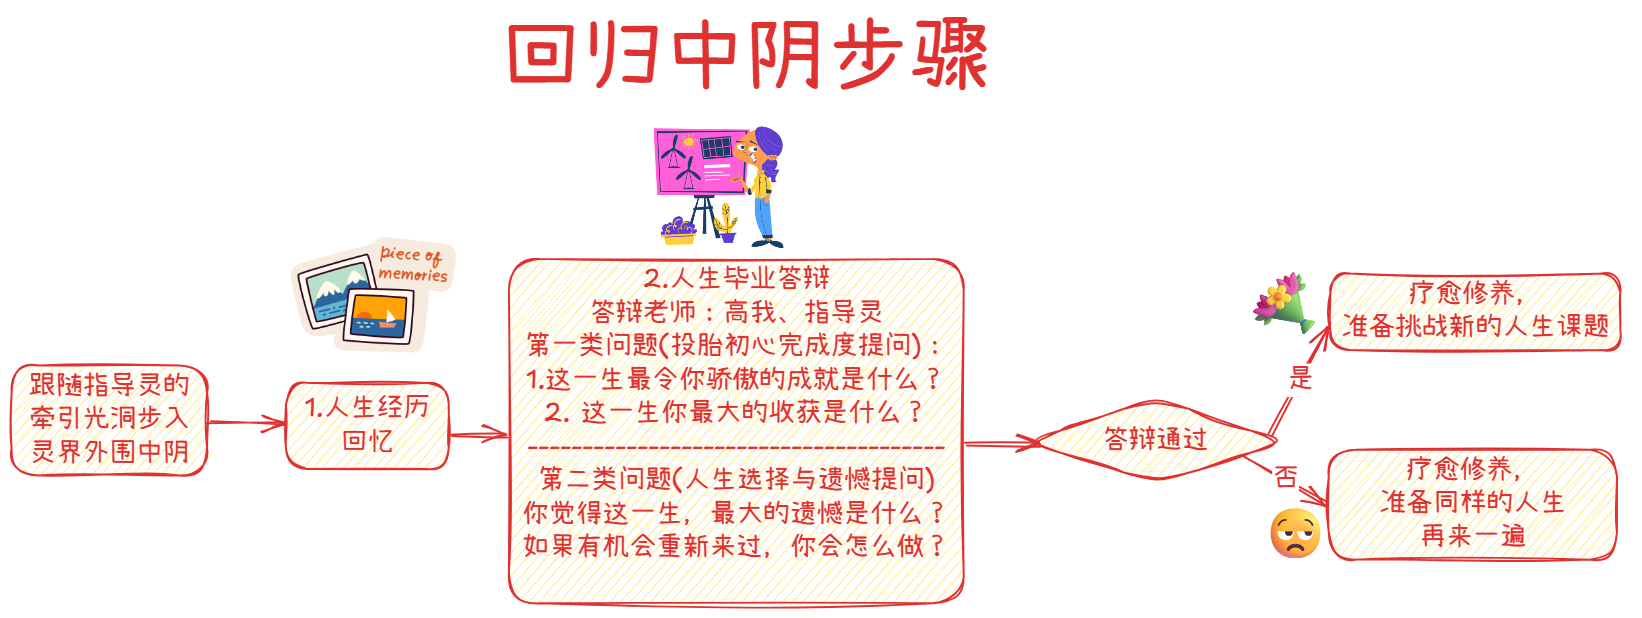 回归中阴步骤
piece of
memories
跟随指导灵的
牵引光洞步入
灵界外围中阴
1.人生经历
回忆
2.人生毕业答辩
答辩老师：高我、指导灵
第一类问题(投胎初心完成度提问)：
1.这一生最令你骄傲的成就是什么？
2. 这一生你最大的收获是什么？
----------------------------------------
第二类问题(人生选择与遗憾提问)
你觉得这一生，最大的遗憾是什么？
如果有机会重新来过，你会怎么做？
答辩通过
是
疗愈修养，
准备挑战新的人生课题
否
疗愈修养，
准备同样的人生
再来一遍